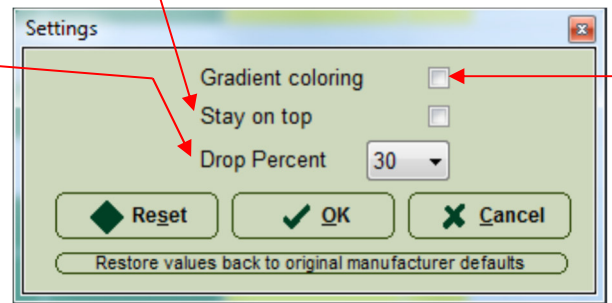 Settings
Gradient coloring
Stay on top
Drop Percent 30
Reset OK Cancel
Restore values back to original manufacturer defaults